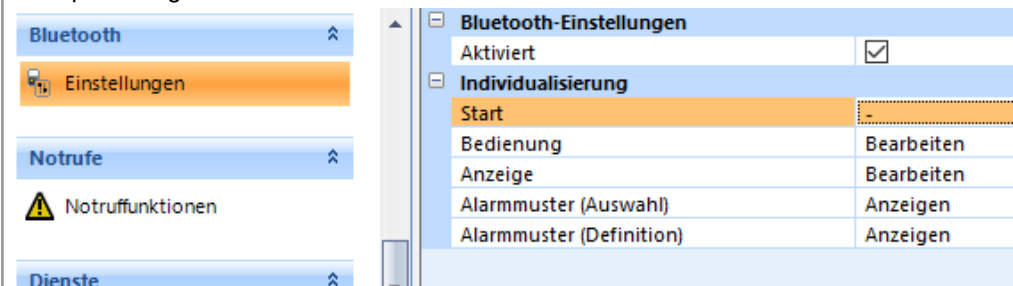 Bluetooth
Einstellungen
Notrufe
Notruffunktionen
Dienste
Bluetooth-Einstellungen
Aktiviert
Individualisierung
Start -
Bedienung Bearbeiten
Anzeige Bearbeiten
Alarmmuster (Auswahl) Anzeigen
Alarmmuster (Definition) Anzeigen